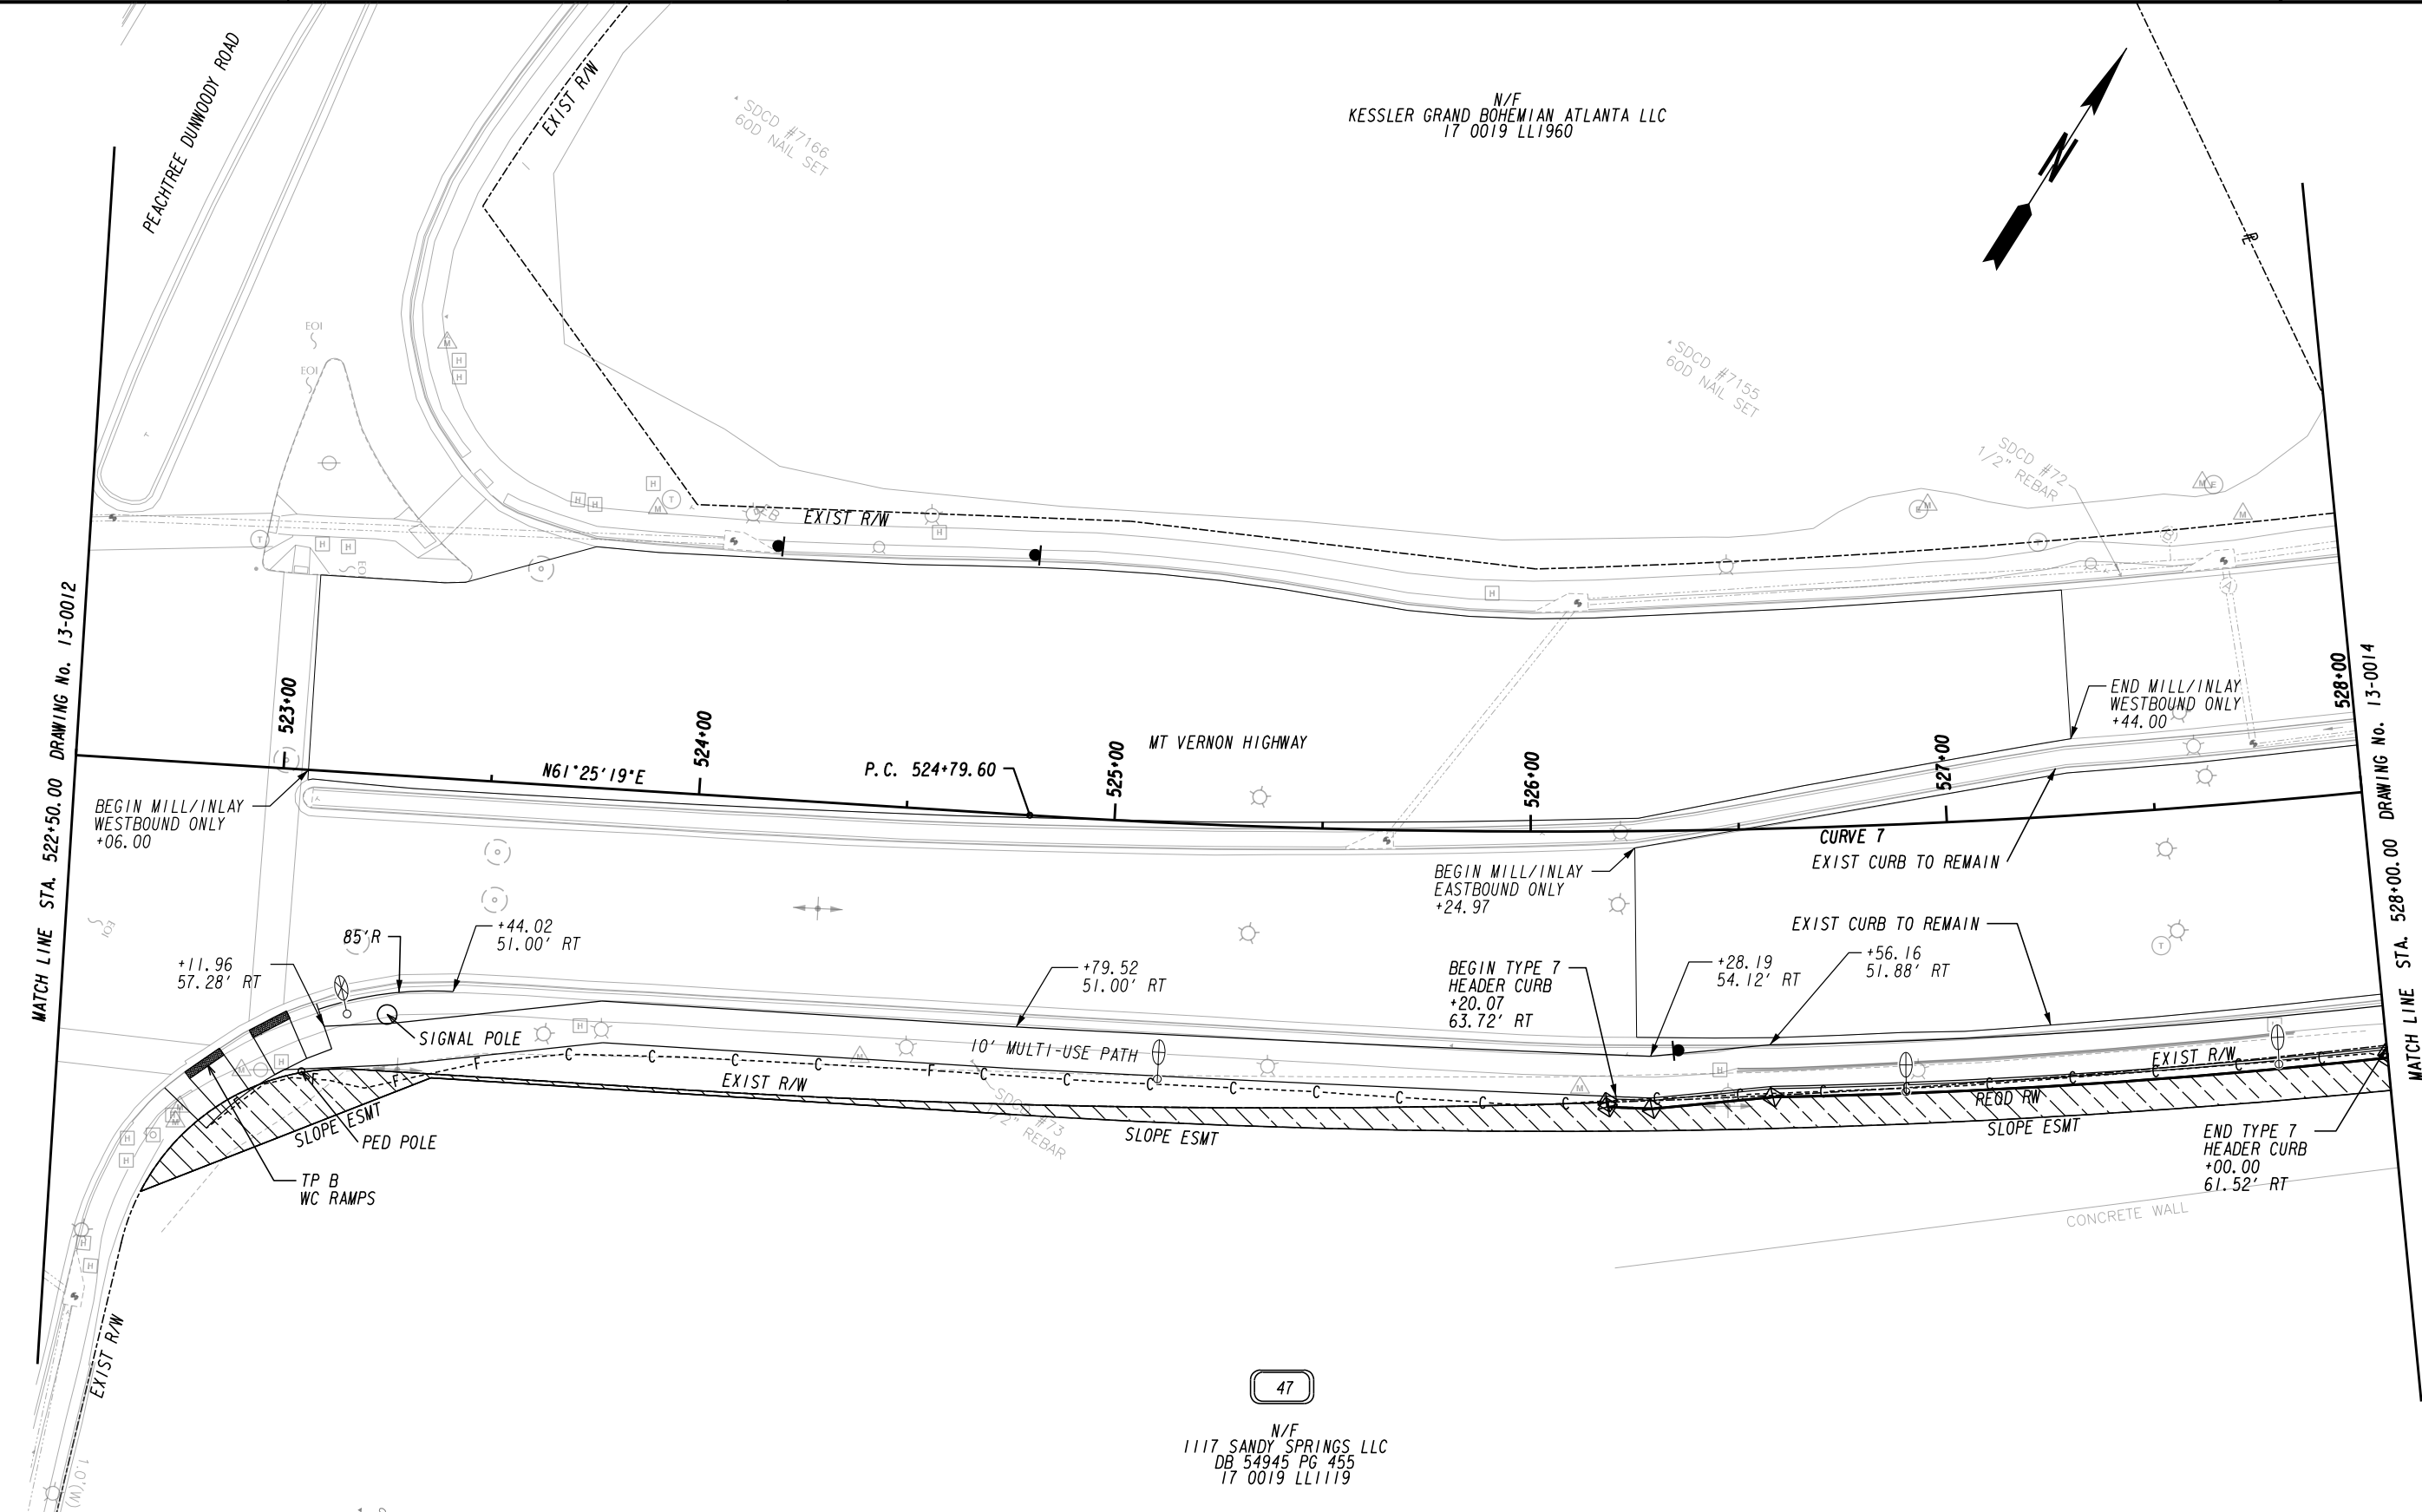 PEACHTREE DUNWOODY ROAD
EXIST R/W
SDCD #7166
60D NAIL SET
N/F
KESSLER GRAND BOHEMIAN ATLANTA LLC
17 0019 LL1960
N
SDCD #7155
60D NAIL SET
SDCD #72
1/2" REBAR
EXIST R/W
MATCH LINE STA. 522+50.00 DRAWING No. 13-0012
523+00
524+00
525+00
526+00
527+00
528+00
MATCH LINE STA. 528+00.00 DRAWING No. 13-0014
N61°25'19"E
P.C. 524+79.60
MT VERNON HIGHWAY
END MILL/INLAY
WESTBOUND ONLY
+44.00
BEGIN MILL/INLAY
WESTBOUND ONLY
+06.00
CURVE 7
EXIST CURB TO REMAIN
BEGIN MILL/INLAY
EASTBOUND ONLY
+24.97
85'R
+44.02
51.00' RT
+11.96
57.28' RT
+79.52
51.00' RT
BEGIN TYPE 7
HEADER CURB
+20.07
63.72' RT
+28.19
54.12' RT
EXIST CURB TO REMAIN
+56.16
51.88' RT
SIGNAL POLE
10' MULTI-USE PATH
EXIST R/W
EXIST R/W
REQD RW
SLOPE ESMT
PED POLE
SDCD #73
1/2" REBAR
SLOPE ESMT
SLOPE ESMT
END TYPE 7
HEADER CURB
+00.00
61.52' RT
TP B
WC RAMPS
CONCRETE WALL
EXIST R/W
47
N/F
1117 SANDY SPRINGS LLC
DB 54945 PG 455
17 0019 LL1119
1.0'(W)